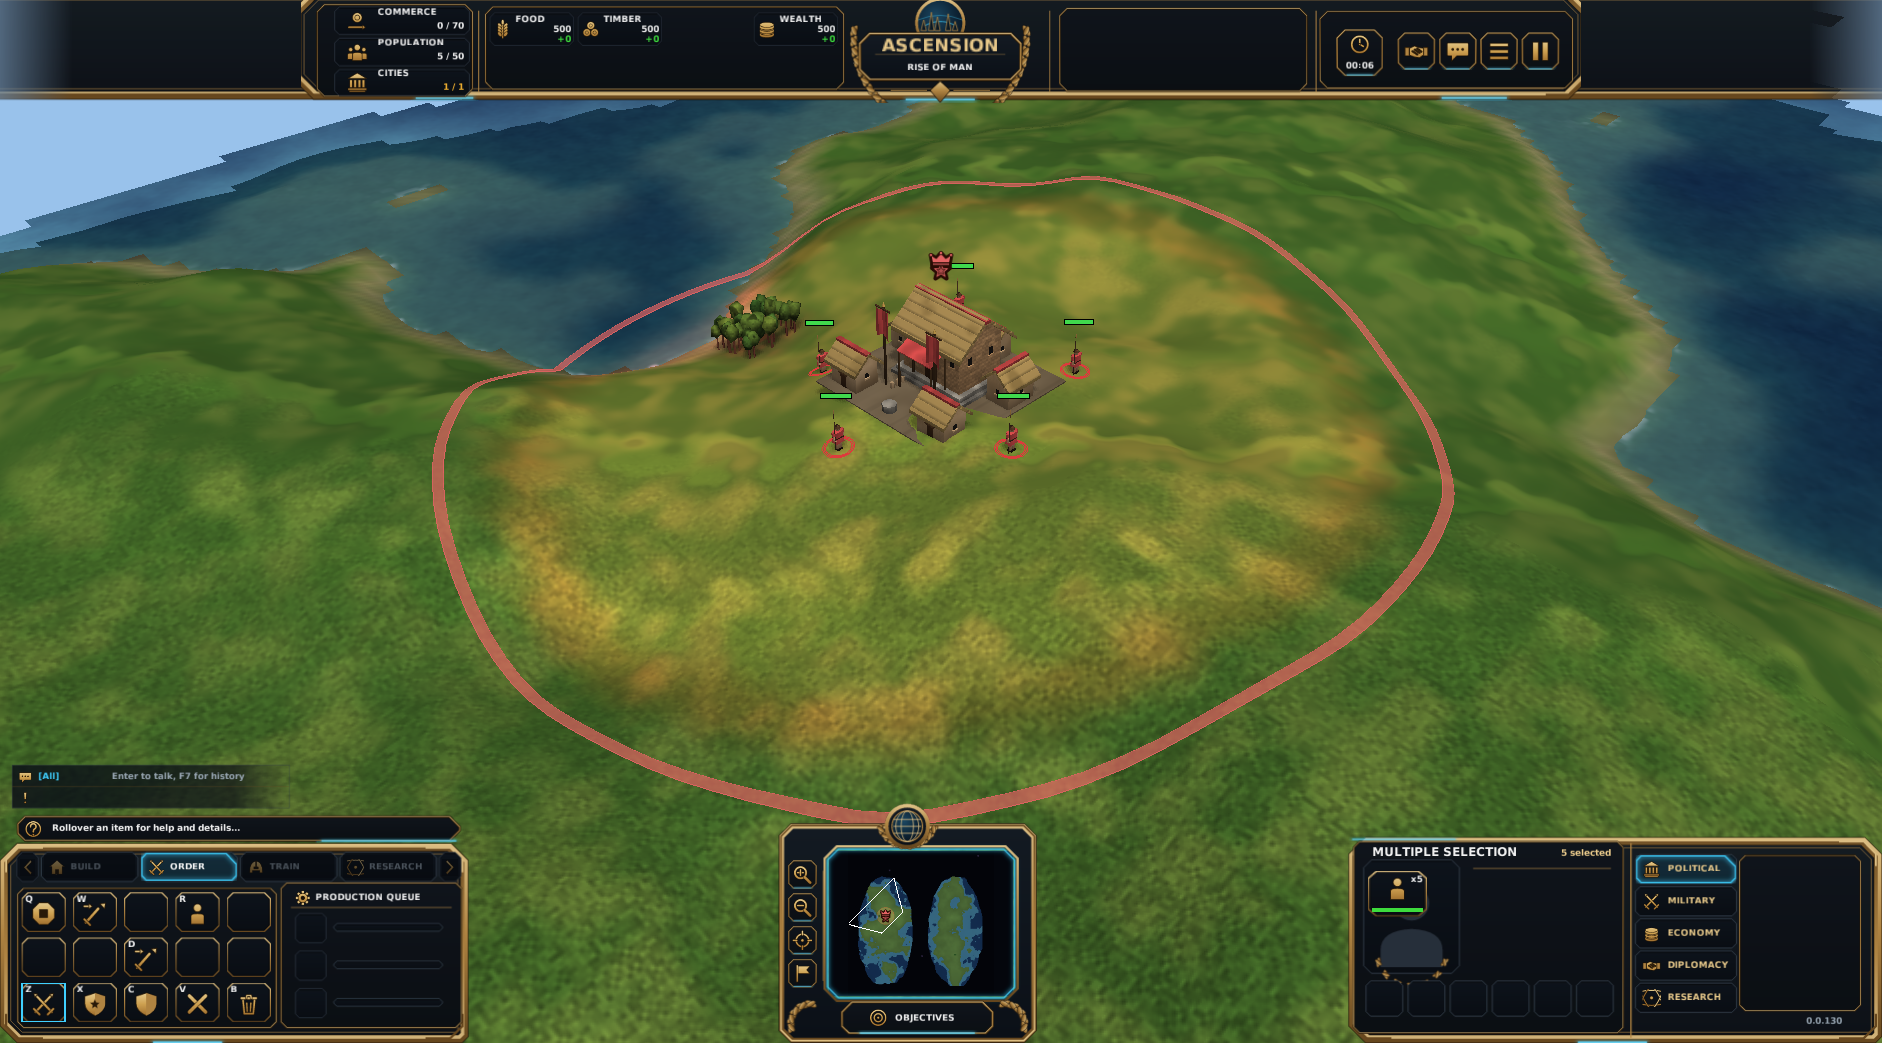 COMMERCE
0 / 70
POPULATION
5 / 50
CITIES
1 / 1
FOOD
500
+0
TIMBER
500
+0
WEALTH
500
+0
ASCENSION
RISE OF MAN
00:06
[All] Enter to talk, F7 for history
!
Rollover an item for help and details...
BUILD
ORDER
TRAIN
RESEARCH
Q
W
R
D
Z
X
C
V
B
PRODUCTION QUEUE
OBJECTIVES
MULTIPLE SELECTION
5 selected
x5
POLITICAL
MILITARY
ECONOMY
DIPLOMACY
RESEARCH
0.0.130